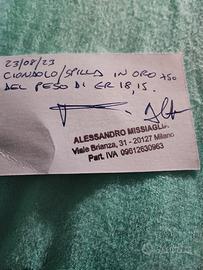 23/08/23
CIONDOLO/SPILLA IN ORO 750
DEL PESO DI GR 18,15.
ALESSANDRO MISSIAGLIA
Viale Brianza, 31 - 20127 Milano
Part. IVA 09612630963